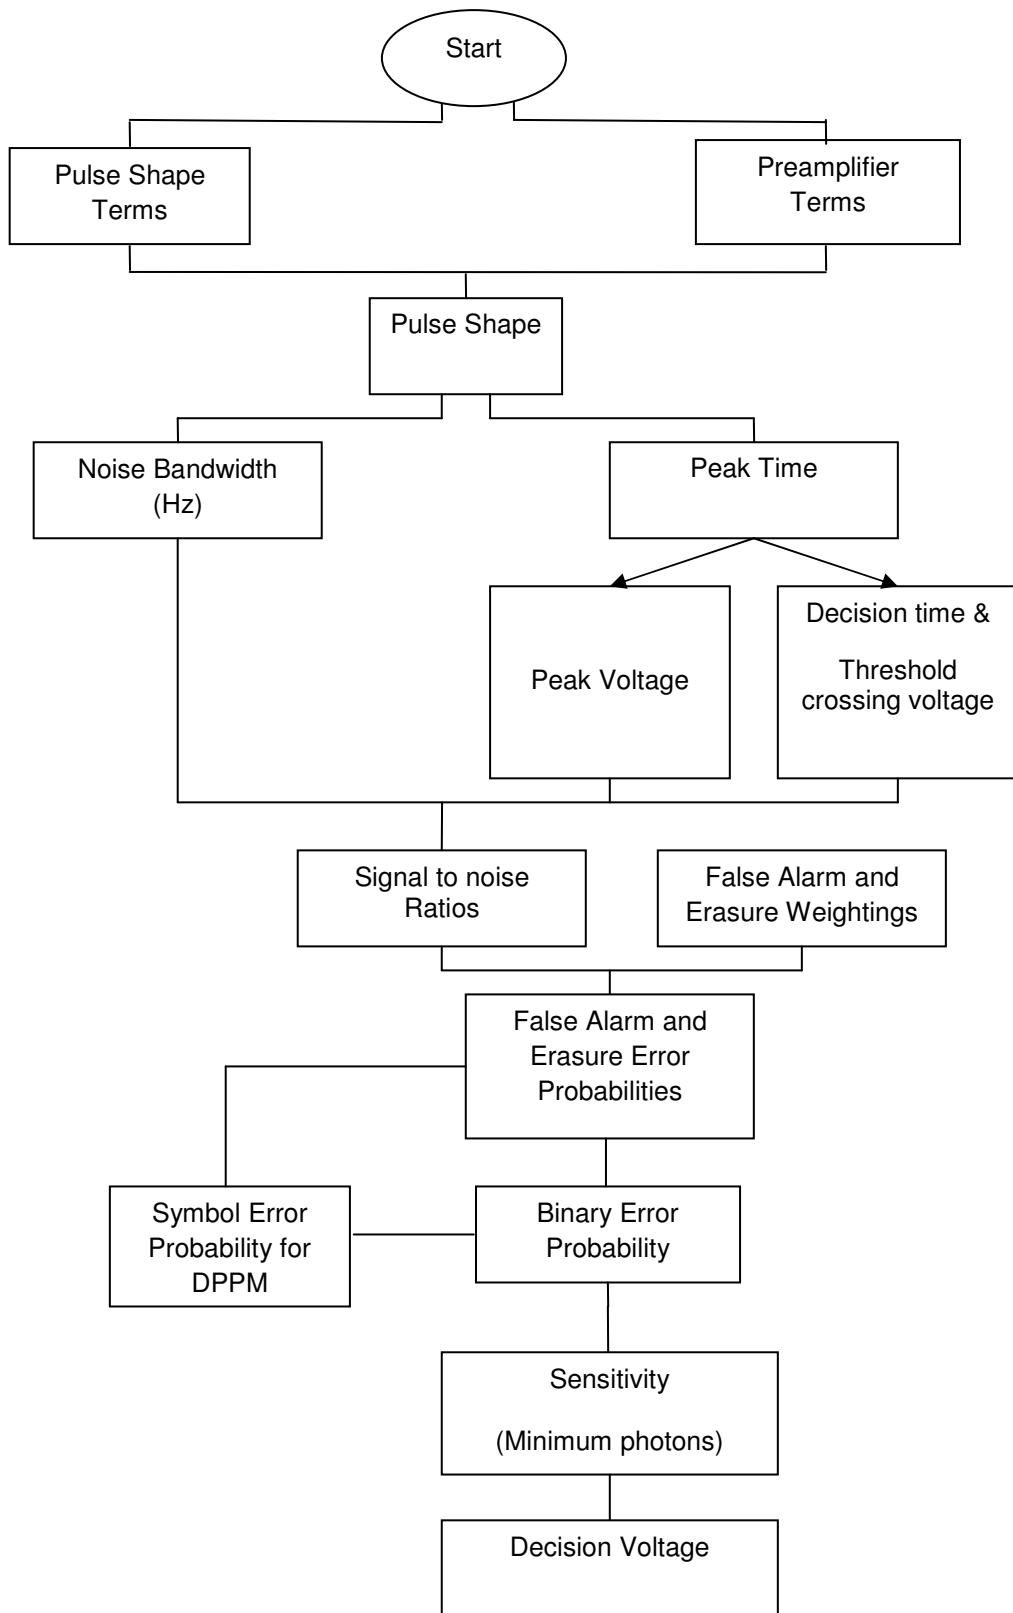 Start
Pulse Shape
Terms
Preamplifier
Terms
Pulse Shape
Noise Bandwidth
(Hz)
Peak Time
Peak Voltage
Decision time &
Threshold
crossing voltage
Signal to noise
Ratios
False Alarm and
Erasure Weightings
False Alarm and
Erasure Error
Probabilities
Symbol Error
Probability for
DPPM
Binary Error
Probability
Sensitivity
(Minimum photons)
Decision Voltage